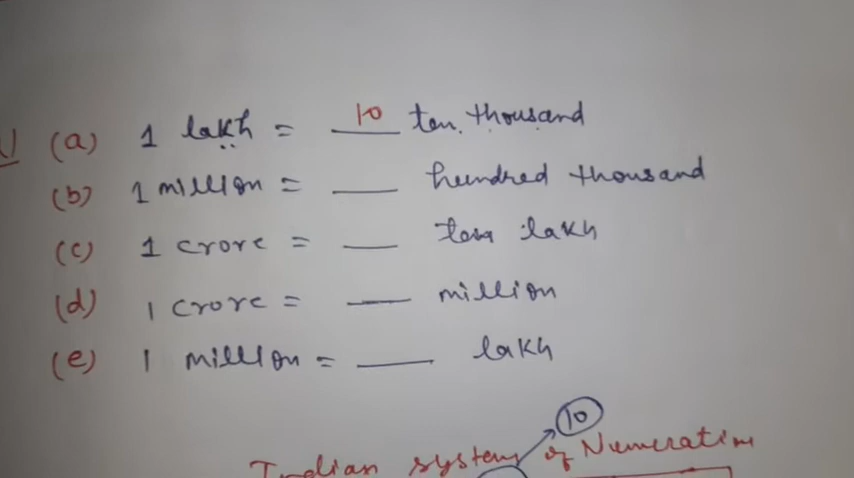 (a) 1 lakh = 10 ten thousand
(b) 1 million = ___ hundred thousand
(c) 1 crore = ___ ten lakh
(d) 1 crore = ___ million
(e) 1 million = ___ lakh
10
Indian system of Numeration